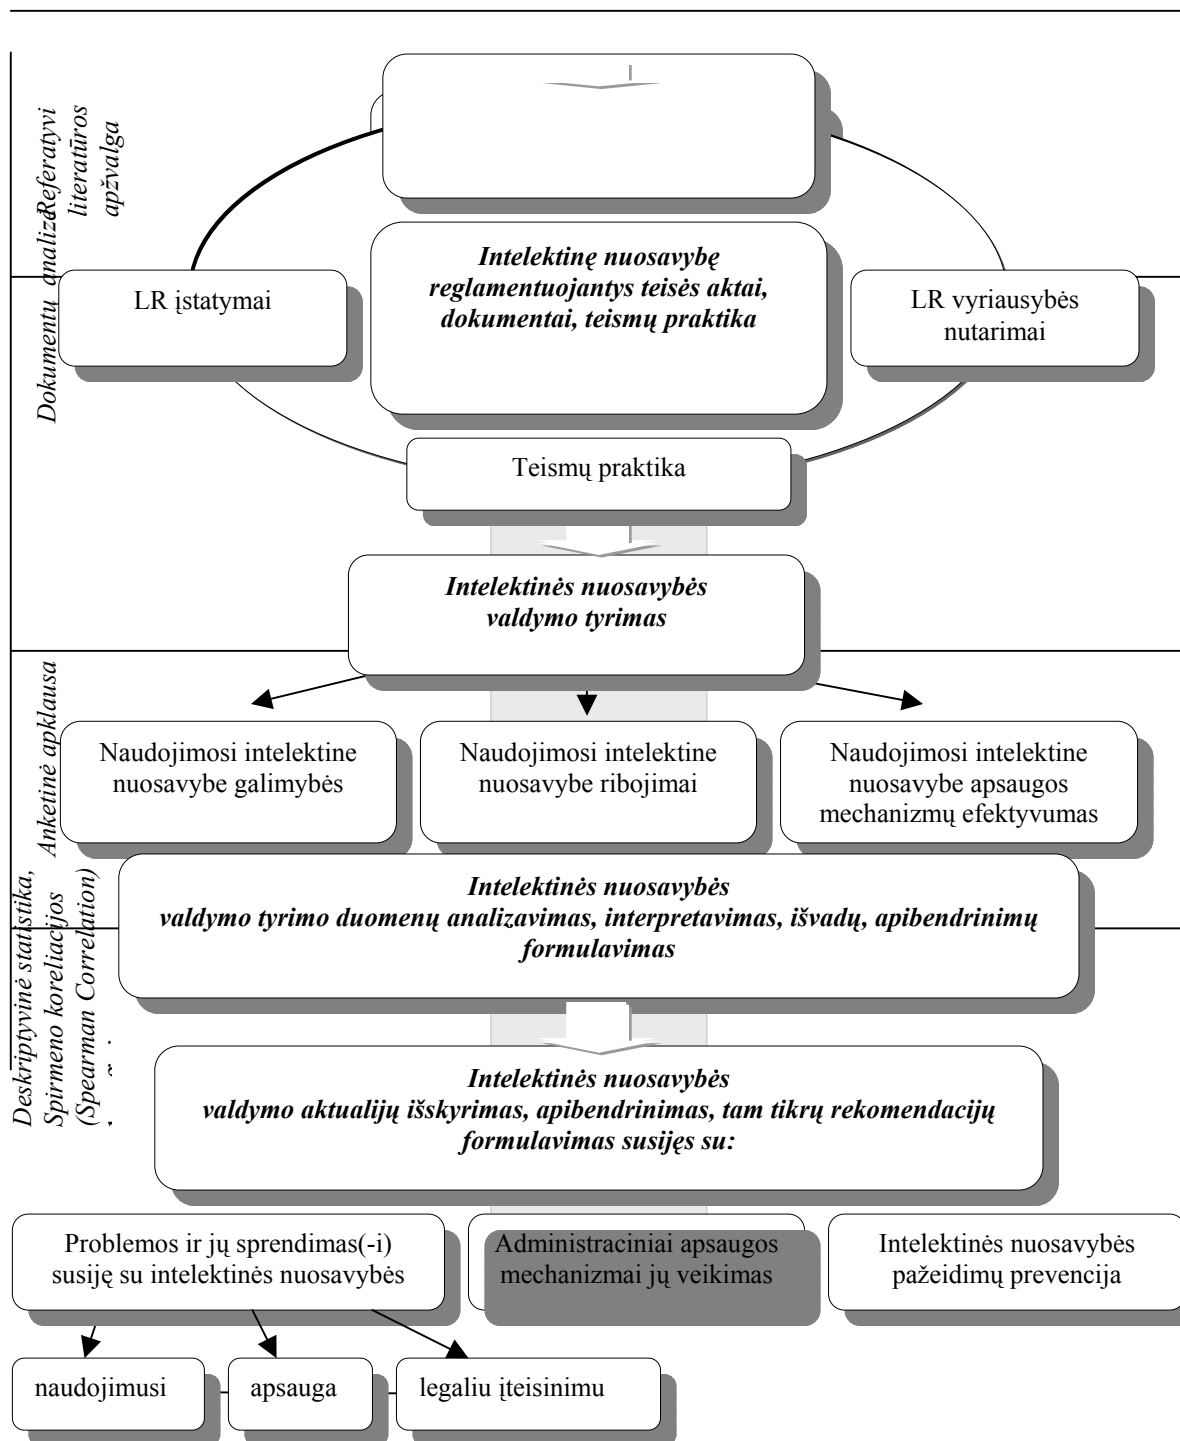 Referatyvi
literatūros
apžvalga
Dokumentų analizė
Intelektinę nuosavybę
reglamentuojantys teisės aktai,
dokumentai, teismų praktika
LR įstatymai
LR vyriausybės
nutarimai
Teismų praktika
Intelektinės nuosavybės
valdymo tyrimas
Anketinė apklausa
Naudojimosi intelektine
nuosavybe galimybės
Naudojimosi intelektine
nuosavybe ribojimai
Naudojimosi intelektine
nuosavybe apsaugos
mechanizmų efektyvumas
Deskriptyvinė statistika,
Spirmeno koreliacijos
(Spearman Correlation)
Intelektinės nuosavybės
valdymo tyrimo duomenų analizavimas, interpretavimas, išvadų, apibendrinimų
formulavimas
Intelektinės nuosavybės
valdymo aktualijų išskyrimas, apibendrinimas, tam tikrų rekomendacijų
formulavimas susijęs su:
Problemos ir jų sprendimas(-i)
susiję su intelektinės nuosavybės
Administraciniai apsaugos
mechanizmai jų veikimas
Intelektinės nuosavybės
pažeidimų prevencija
naudojimusi
apsauga
legaliu įteisinimu